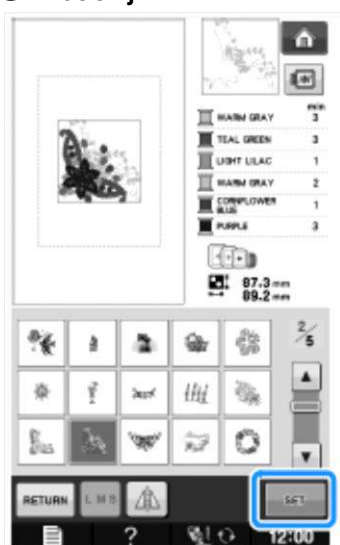 min
WARM GRAY 3
TEAL GREEN 3
LIGHT LILAC 1
WARM GRAY 2
CORNFLOWER BLUE 1
PURPLE 3
87.3 mm
89.2 mm
2/5
RETURN L M S SET
? 12:00